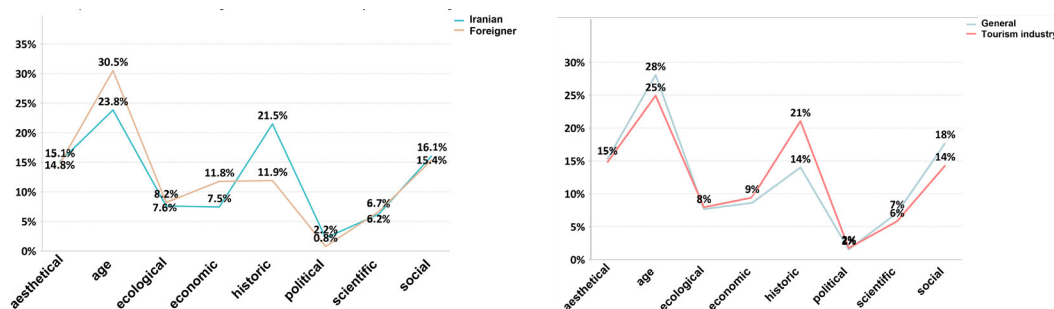 Iranian
Foreigner
35%
30%
25%
20%
15%
10%
5%
0%
15.1%
14.8%
30.5%
23.8%
8.2%
7.6%
11.8%
7.5%
21.5%
11.9%
2.2%
0.8%
6.7%
6.2%
16.1%
15.4%
aesthetical
age
ecological
economic
historic
political
scientific
social
General
Tourism industry
30%
25%
20%
15%
10%
5%
0%
15%
28%
25%
8%
9%
21%
14%
7%
6%
18%
14%
aesthetical
age
ecological
economic
historic
political
scientific
social